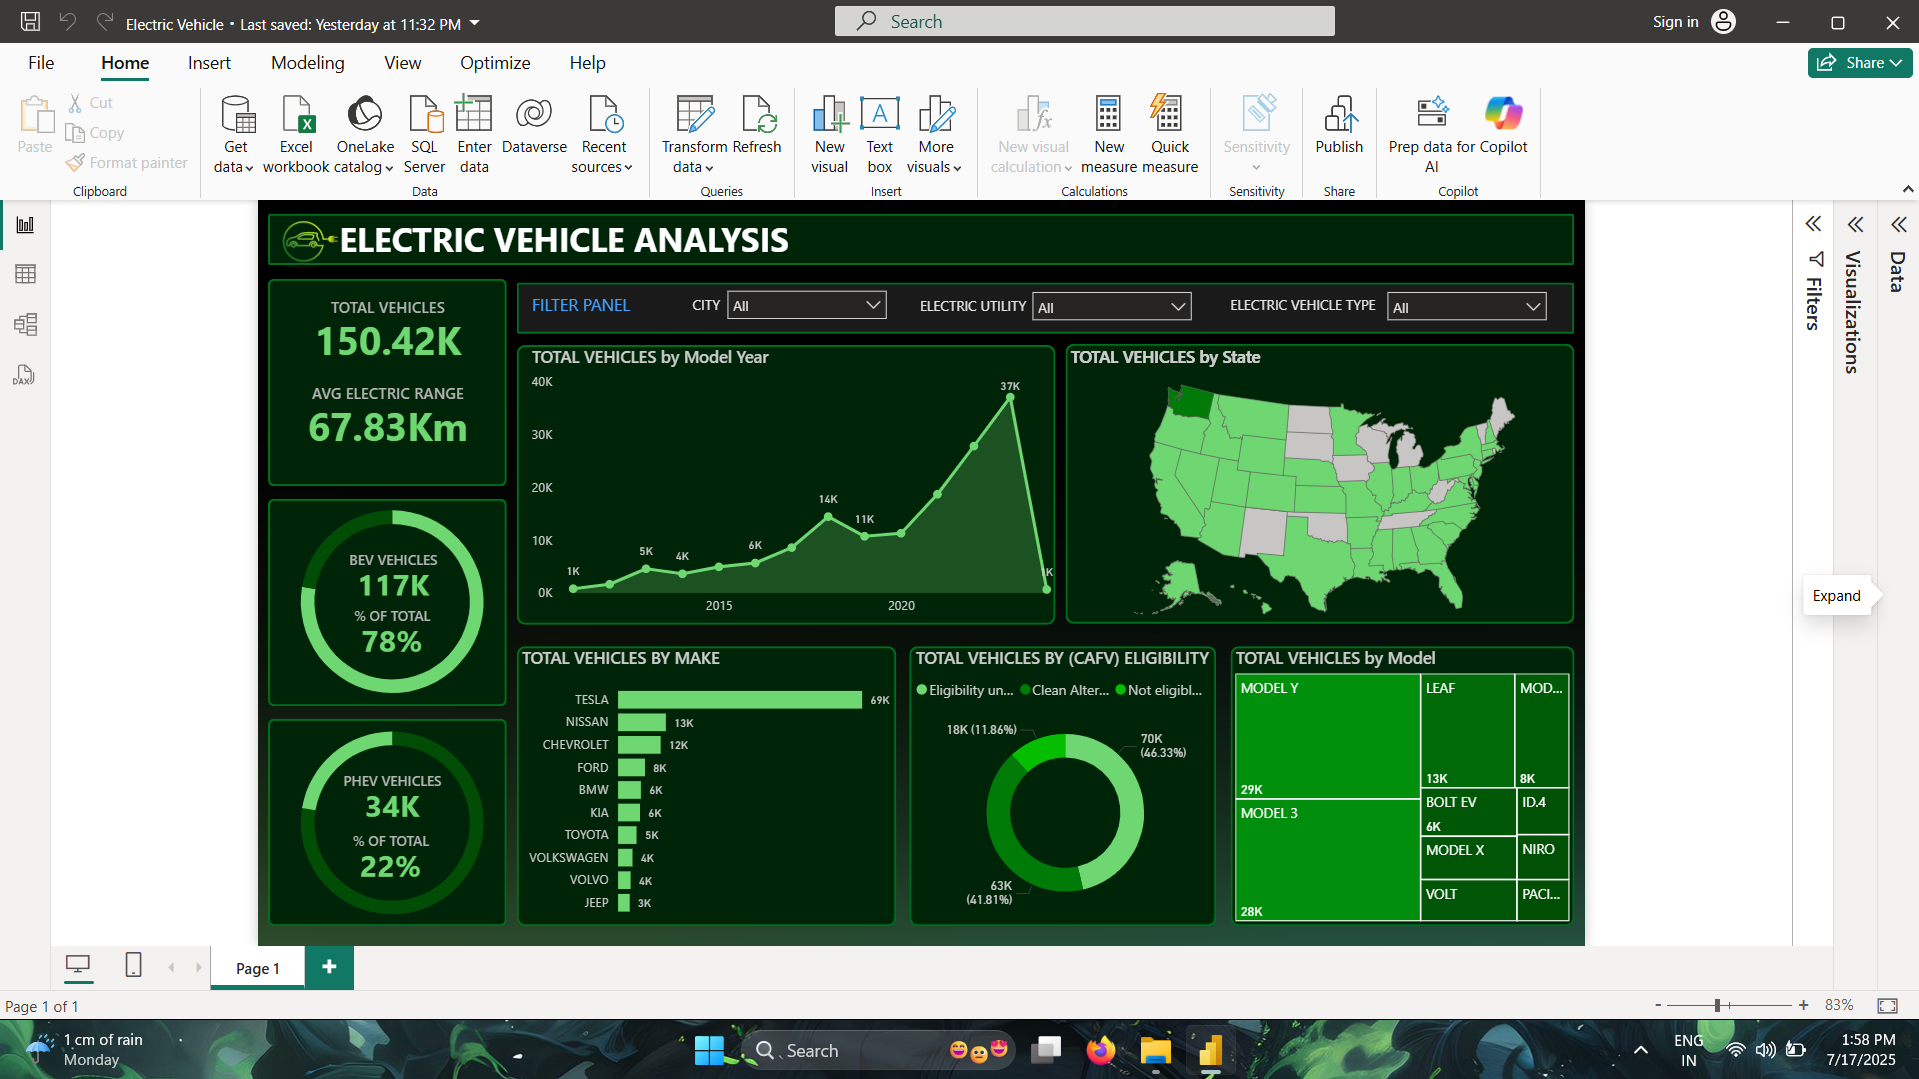 Electric Vehicle • Last saved: Yesterday at 11:32 PM
Search
Sign in
File Home Insert Modeling View Optimize Help
Share
Paste
Cut
Copy
Format painter
Clipboard
Get data
Excel workbook
OneLake catalog
SQL Server
Enter data
Dataverse
Recent sources
Data
Transform data
Refresh
Queries
New visual
Text box
More visuals
Insert
New visual calculation
New measure
Quick measure
Calculations
Sensitivity
Sensitivity
Publish
Share
Prep data for AI
Copilot
Copilot
ELECTRIC VEHICLE ANALYSIS
TOTAL VEHICLES
150.42K
AVG ELECTRIC RANGE
67.83Km
FILTER PANEL
CITY All
ELECTRIC UTILITY All
ELECTRIC VEHICLE TYPE All
TOTAL VEHICLES by Model Year
40K
30K
20K
10K
0K
1K
5K
4K
6K
14K
11K
37K
1K
2015
2020
TOTAL VEHICLES by State
BEV VEHICLES
117K
% OF TOTAL
78%
PHEV VEHICLES
34K
% OF TOTAL
22%
TOTAL VEHICLES BY MAKE
TESLA 69K
NISSAN 13K
CHEVROLET 12K
FORD 8K
BMW 6K
KIA 6K
TOYOTA 5K
VOLKSWAGEN 4K
VOLVO 4K
JEEP 3K
TOTAL VEHICLES BY (CAFV) ELIGIBILITY
Eligibility un... Clean Alter... Not eligibl...
18K (11.86%)
70K
(46.33%)
63K
(41.81%)
TOTAL VEHICLES by Model
MODEL Y
29K
MODEL 3
28K
LEAF
13K
MOD...
8K
BOLT EV
6K
ID.4
MODEL X
NIRO
VOLT
PACI...
Filters
Visualizations
Data
Expand
DAX
Page 1
Page 1 of 1
- + 83%
1 cm of rain
Monday
Search
ENG
IN
1:58 PM
7/17/2025